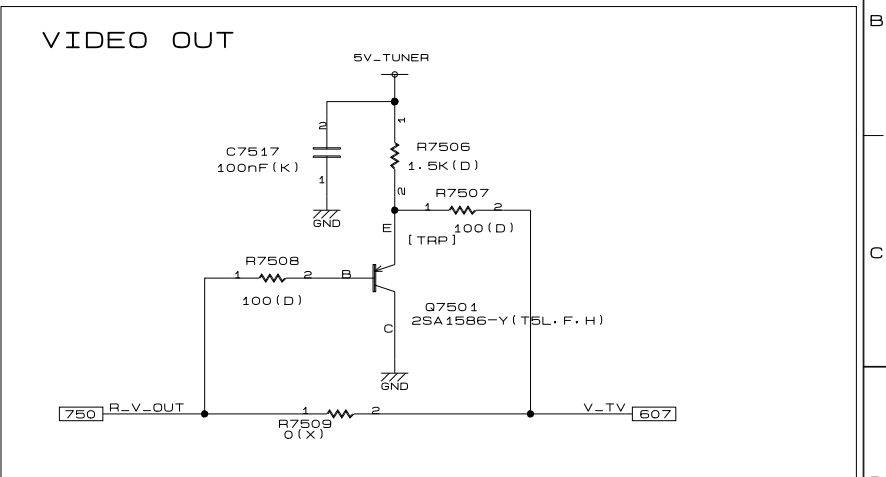 VIDEO OUT
B
5V_TUNER
2
1
C7517
100nF(K)
R7506
1.5K(D)
1
2
GND
R7507
1
2
100(D)
E
[TRP]
R7508
1
2
B
100(D)
C
Q7501
2SA1586-Y(T5L.F.H)
C
GND
750
R_V_OUT
1
2
R7509
0(X)
V_TV
607